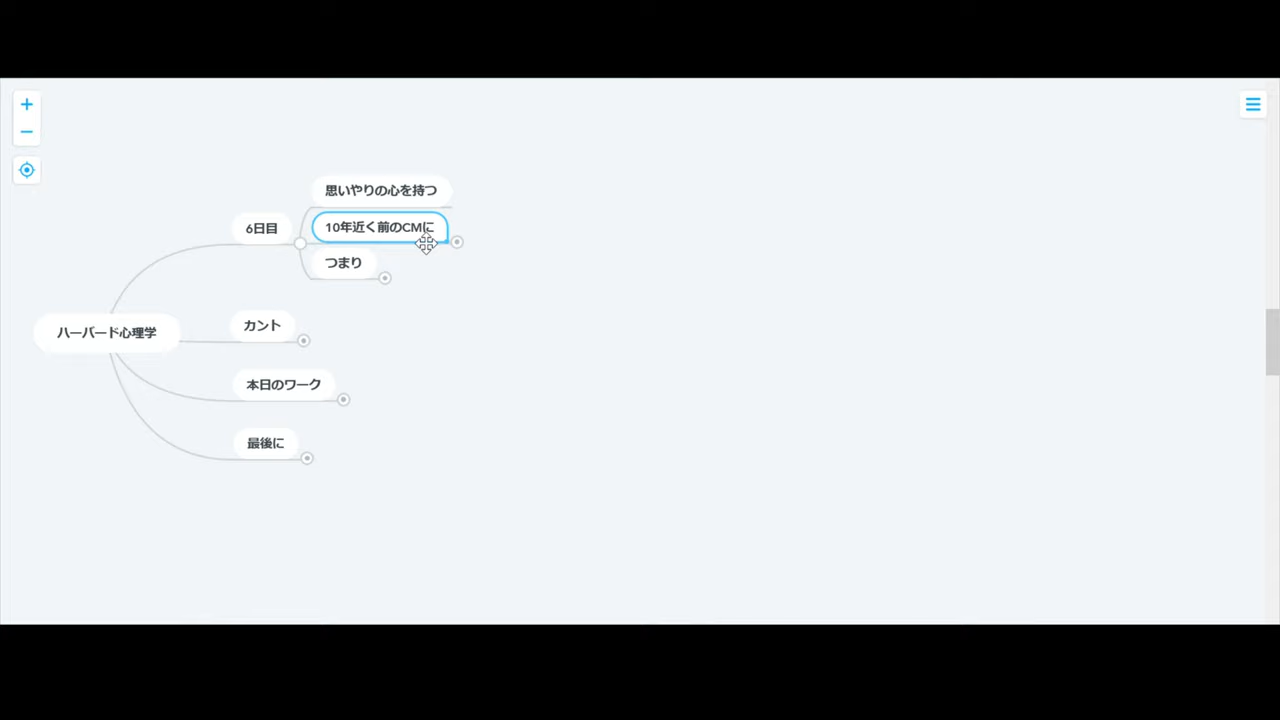 思いやりの心を持つ
6日目
10年近く前のCMに
つまり
カント
ハーバード心理学
本日のワーク
最後に